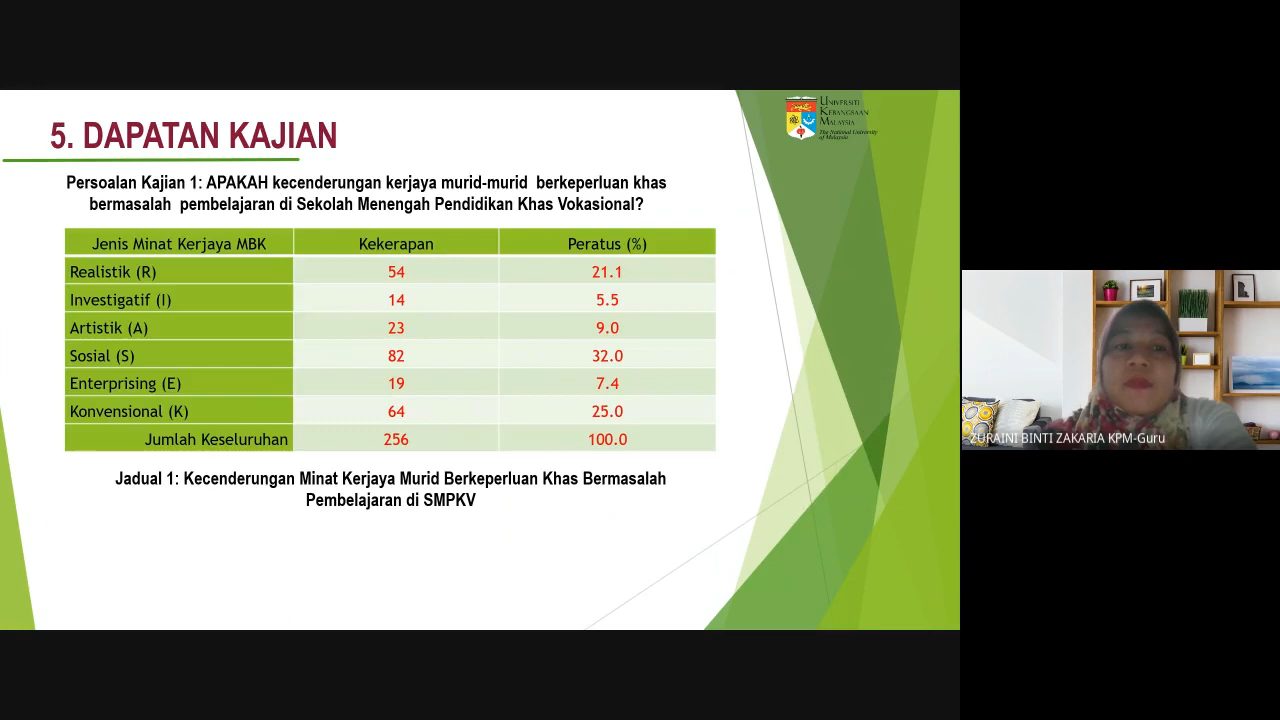 UNIVERSITI
KEBANGSAAN
MALAYSIA
The National University
of Malaysia
5. DAPATAN KAJIAN
Persoalan Kajian 1: APAKAH kecenderungan kerjaya murid-murid berkeperluan khas
bermasalah pembelajaran di Sekolah Menengah Pendidikan Khas Vokasional?
Jenis Minat Kerjaya MBK Kekerapan Peratus (%)
Realistik (R) 54 21.1
Investigatif (I) 14 5.5
Artistik (A) 23 9.0
Sosial (S) 82 32.0
Enterprising (E) 19 7.4
Konvensional (K) 64 25.0
Jumlah Keseluruhan 256 100.0
Jadual 1: Kecenderungan Minat Kerjaya Murid Berkeperluan Khas Bermasalah
Pembelajaran di SMPKV
ZURAINI BINTI ZAKARIA KPM-Guru